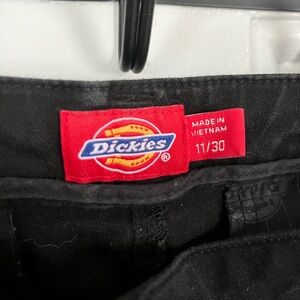 Dickies
®
MADE IN
VIETNAM
11/30